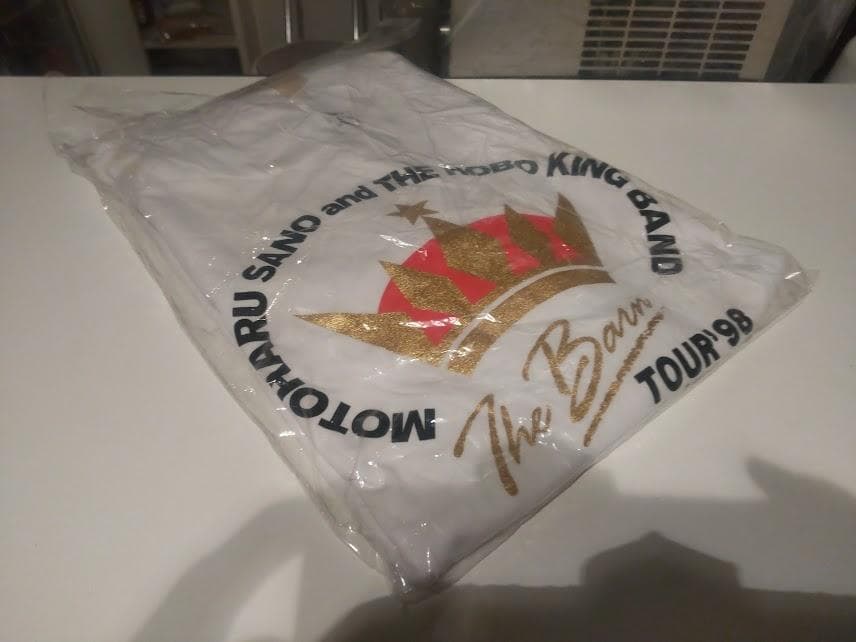 MOTOHARU SANO and THE HOBO KING BAND
The Barn
TOUR'98